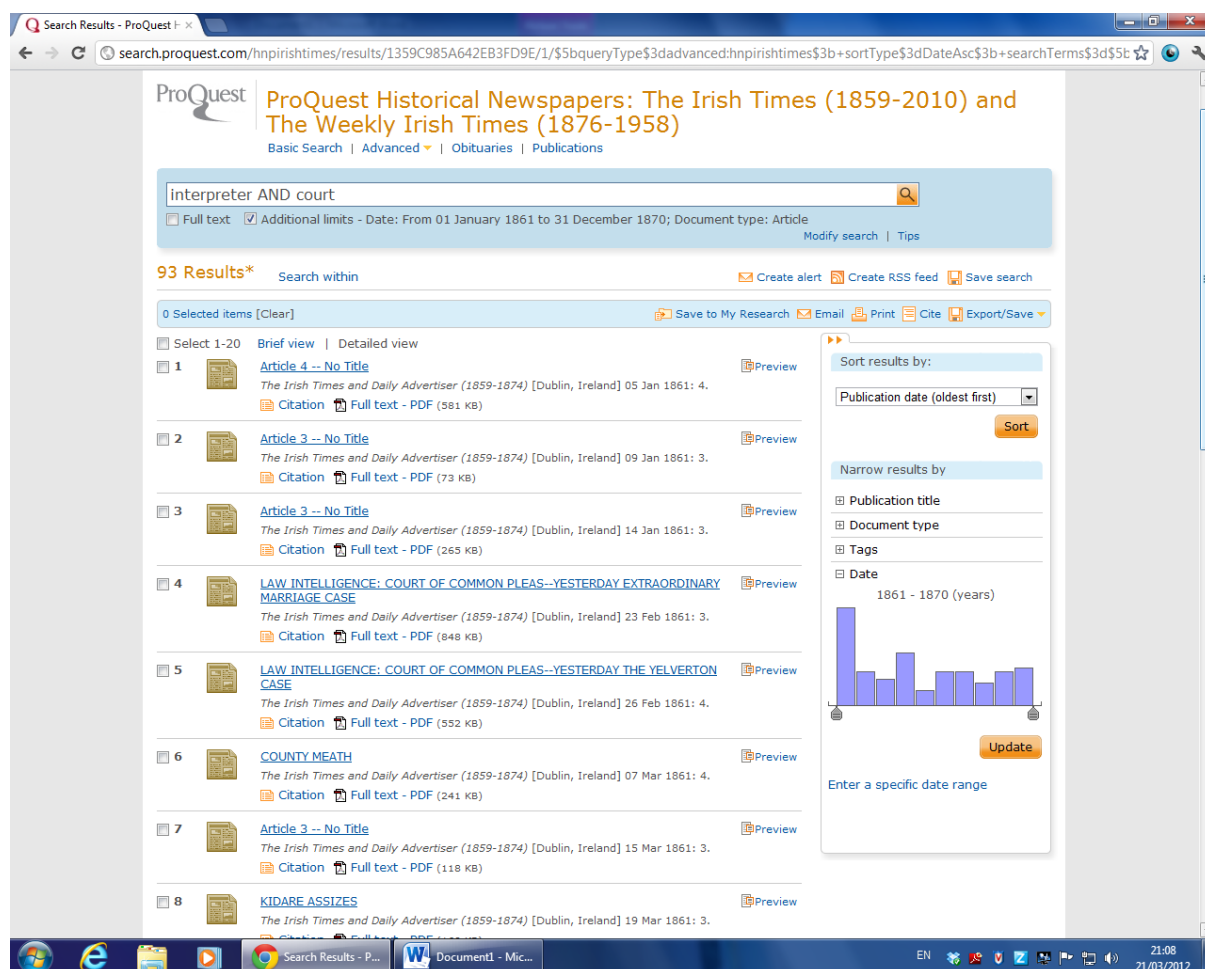 Search Results - ProQuest H
search.proquest.com/hnpirishtimes/results/1359C985A642EB3FD9E/1/$5bqueryType$3dadvanced:hnpirishtimes$3b+sortType$3dDateAsc$3b+searchTerms$3d$5b
ProQuest
ProQuest Historical Newspapers: The Irish Times (1859-2010) and
The Weekly Irish Times (1876-1958)
Basic Search | Advanced | Obituaries | Publications
interpreter AND court
Full text Additional limits - Date: From 01 January 1861 to 31 December 1870; Document type: Article
Modify search | Tips
93 Results* Search within Create alert Create RSS feed Save search
0 Selected items [Clear] Save to My Research Email Print Cite Export/Save
Select 1-20 Brief view | Detailed view
1 Article 4 -- No Title Preview
The Irish Times and Daily Advertiser (1859-1874) [Dublin, Ireland] 05 Jan 1861: 4.
Citation Full text - PDF (581 KB)
2 Article 3 -- No Title Preview
The Irish Times and Daily Advertiser (1859-1874) [Dublin, Ireland] 09 Jan 1861: 3.
Citation Full text - PDF (73 KB)
3 Article 3 -- No Title Preview
The Irish Times and Daily Advertiser (1859-1874) [Dublin, Ireland] 14 Jan 1861: 3.
Citation Full text - PDF (265 KB)
4 LAW INTELLIGENCE: COURT OF COMMON PLEAS--YESTERDAY EXTRAORDINARY Preview
MARRIAGE CASE
The Irish Times and Daily Advertiser (1859-1874) [Dublin, Ireland] 23 Feb 1861: 3.
Citation Full text - PDF (848 KB)
5 LAW INTELLIGENCE: COURT OF COMMON PLEAS--YESTERDAY THE YELVERTON Preview
CASE
The Irish Times and Daily Advertiser (1859-1874) [Dublin, Ireland] 26 Feb 1861: 4.
Citation Full text - PDF (552 KB)
6 COUNTY MEATH Preview
The Irish Times and Daily Advertiser (1859-1874) [Dublin, Ireland] 07 Mar 1861: 4.
Citation Full text - PDF (241 KB)
7 Article 3 -- No Title Preview
The Irish Times and Daily Advertiser (1859-1874) [Dublin, Ireland] 15 Mar 1861: 3.
Citation Full text - PDF (118 KB)
8 KIDARE ASSIZES Preview
The Irish Times and Daily Advertiser (1859-1874) [Dublin, Ireland] 19 Mar 1861: 3.
Sort results by:
Publication date (oldest first)
Sort
Narrow results by
Publication title
Document type
Tags
Date
1861 - 1870 (years)
Update
Enter a specific date range
Search Results - P... Document1 - Mic... EN 21:08
21/03/2012